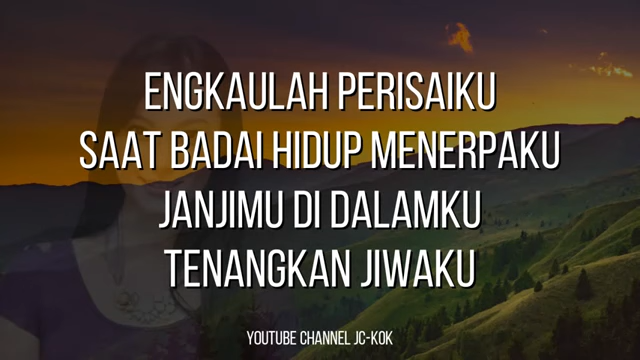 ENGKAULAH PERISAIKU
SAAT BADAI HIDUP MENERPAKU
JANJIMU DI DALAMKU
TENANGKAN JIWAKU
YOUTUBE CHANNEL JC-KOK